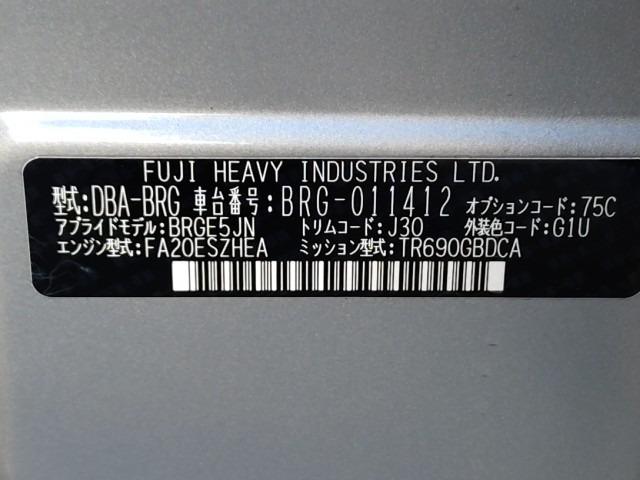 FUJI HEAVY INDUSTRIES LTD.
型式:DBA-BRG 車台番号:BRG-011412 オプションコード:75C
アプライドモデル:BRGE5JN トリムコード:J30 外装色コード:G1U
エンジン型式:FA20ESZHEA ミッション型式:TR690GBDCA